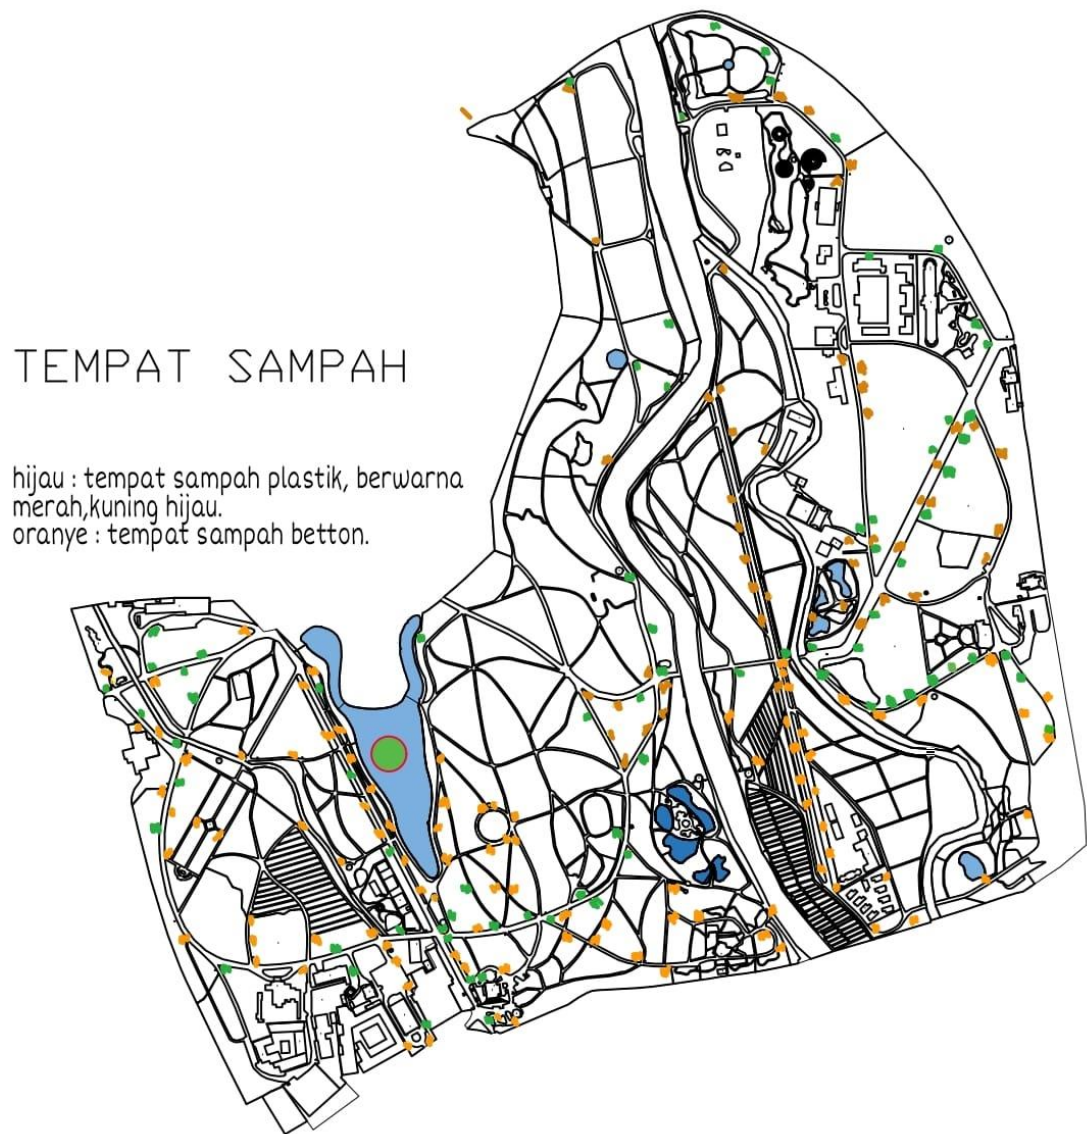 TEMPAT SAMPAH
hijau : tempat sampah plastik, berwarna
merah,kuning hijau.
oranye : tempat sampah betton.